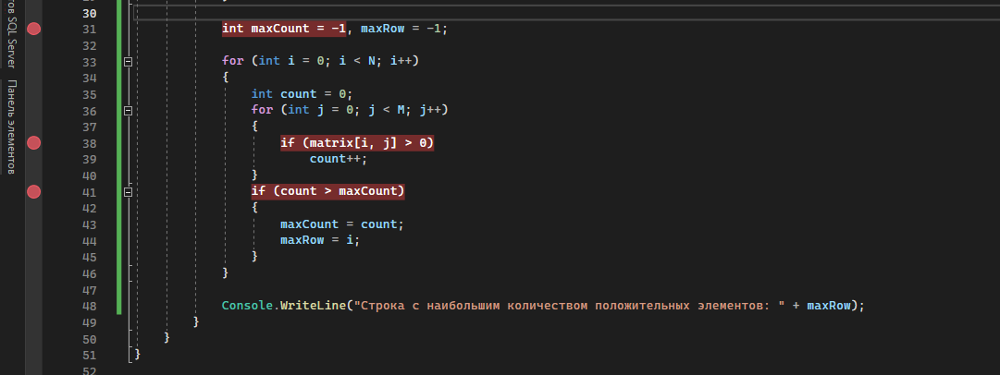 тов SQL Server
Панель элементов
30
31 int maxCount = -1, maxRow = -1;
32
33 for (int i = 0; i < N; i++)
34 {
35 int count = 0;
36 for (int j = 0; j < M; j++)
37 {
38 if (matrix[i, j] > 0)
39 count++;
40 }
41 if (count > maxCount)
42 {
43 maxCount = count;
44 maxRow = i;
45 }
46 }
47
48 Console.WriteLine("Строка с наибольшим количеством положительных элементов: " + maxRow);
49 }
50 }
51 }
52